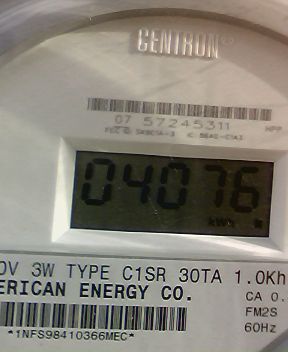 CENTRON®
07 57245311
04076
kWh
0V 3W TYPE C1SR 30TA 1.0Kh
ERICAN ENERGY CO.
CA 0.
FM2S
*1NFS98410366MEC*
60Hz